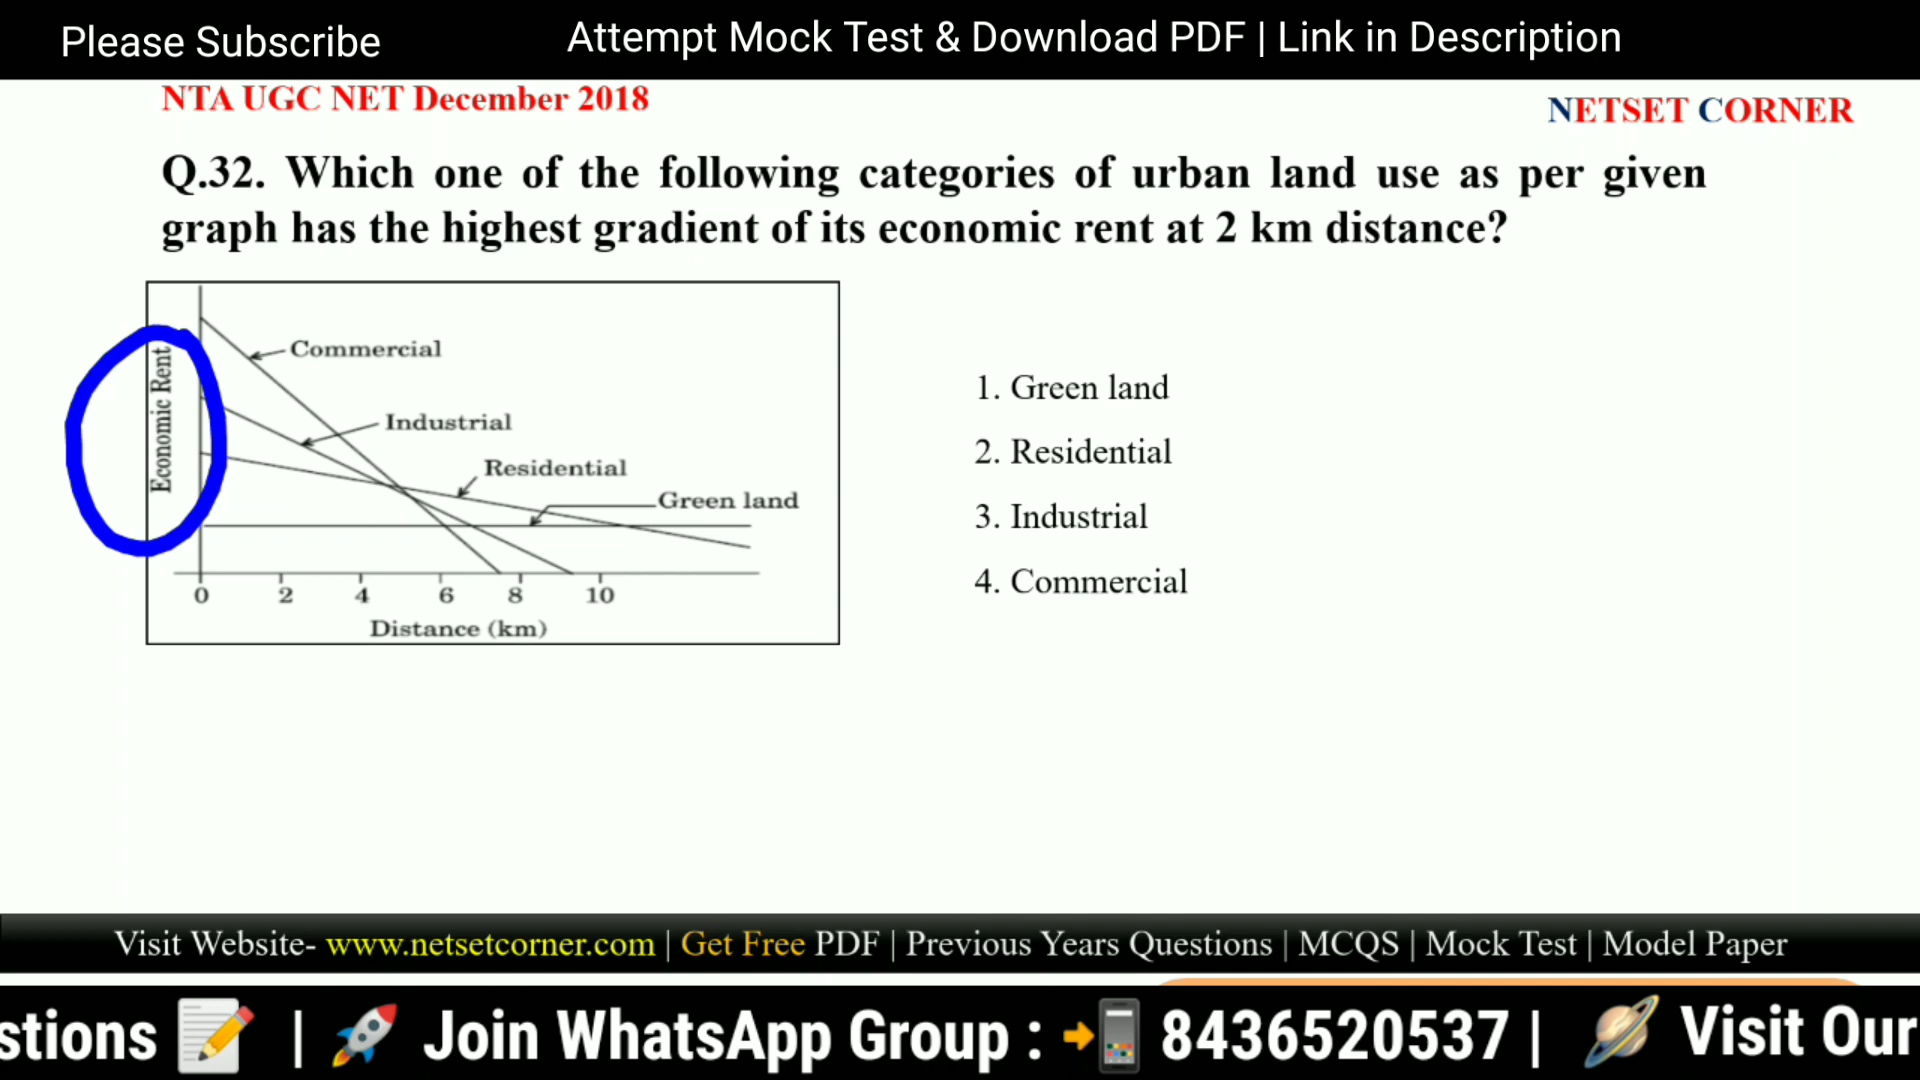 Please Subscribe
Attempt Mock Test & Download PDF | Link in Description
NTA UGC NET December 2018
NETSET CORNER
Q.32. Which one of the following categories of urban land use as per given
graph has the highest gradient of its economic rent at 2 km distance?
Economic Rent
Commercial
Industrial
Residential
Green land
0 2 4 6 8 10
Distance (km)
1. Green land
2. Residential
3. Industrial
4. Commercial
Visit Website- www.netsetcorner.com | Get Free PDF | Previous Years Questions | MCQS | Mock Test | Model Paper
stions | Join WhatsApp Group : 8436520537 | Visit Our